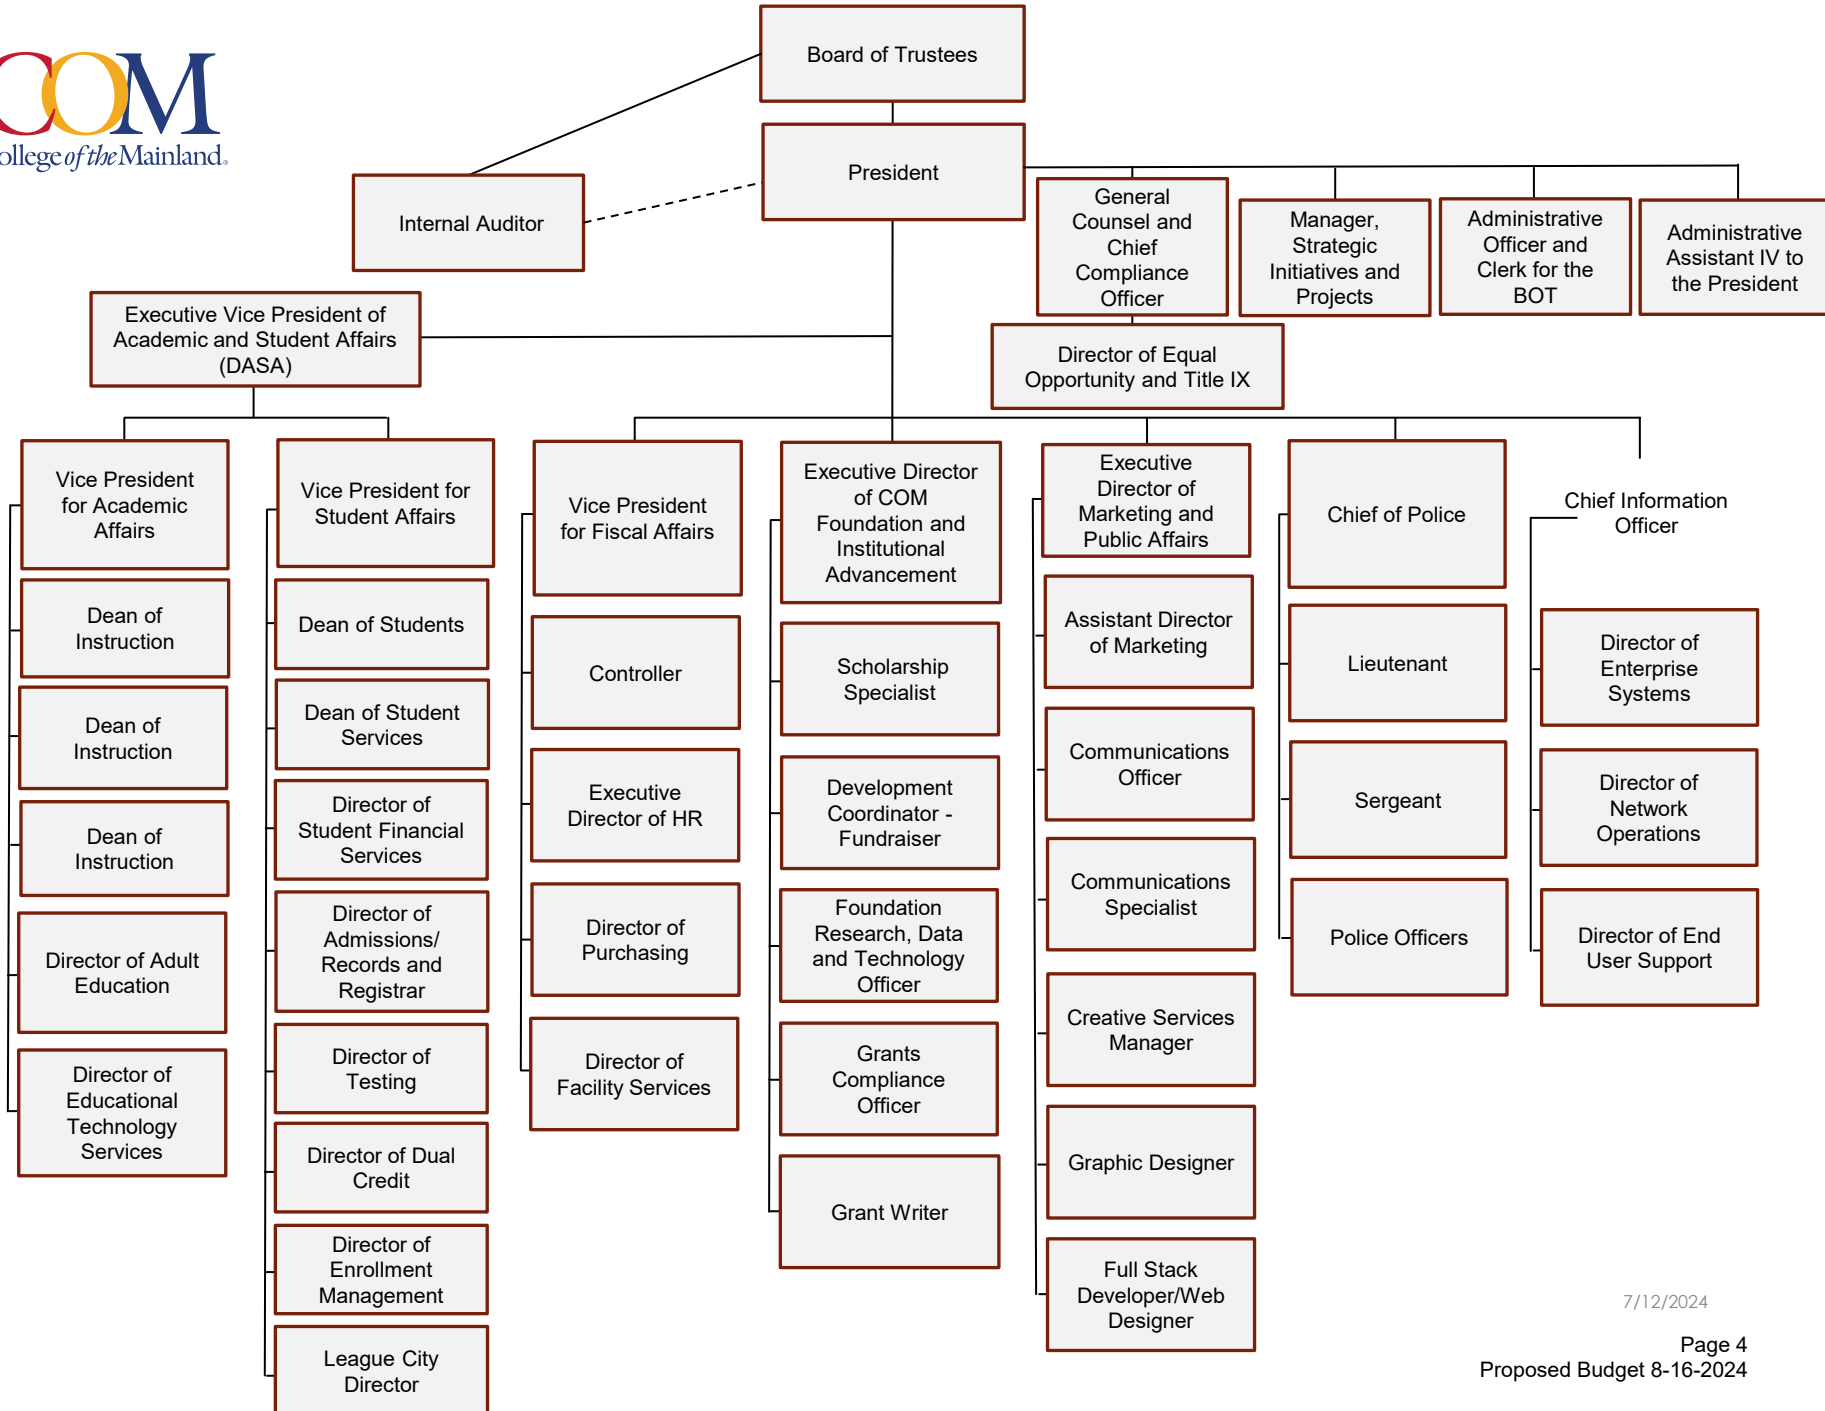 COM
ollege of the Mainland®
Board of Trustees
President
Internal Auditor
General
Counsel and
Chief
Compliance
Officer
Manager,
Strategic
Initiatives and
Projects
Administrative
Officer and
Clerk for the
BOT
Administrative
Assistant IV to
the President
Executive Vice President of
Academic and Student Affairs
(DASA)
Director of Equal
Opportunity and Title IX
Vice President
for Academic
Affairs
Dean of
Instruction
Dean of
Instruction
Dean of
Instruction
Director of Adult
Education
Director of
Educational
Technology
Services
Vice President for
Student Affairs
Dean of Students
Dean of Student
Services
Director of
Student Financial
Services
Director of
Admissions/
Records and
Registrar
Director of
Testing
Director of Dual
Credit
Director of
Enrollment
Management
League City
Director
Vice President
for Fiscal Affairs
Controller
Executive
Director of HR
Director of
Purchasing
Director of
Facility Services
Executive Director
of COM
Foundation and
Institutional
Advancement
Scholarship
Specialist
Development
Coordinator -
Fundraiser
Foundation
Research, Data
and Technology
Officer
Grants
Compliance
Officer
Grant Writer
Executive
Director of
Marketing and
Public Affairs
Assistant Director
of Marketing
Communications
Officer
Communications
Specialist
Creative Services
Manager
Graphic Designer
Full Stack
Developer/Web
Designer
Chief of Police
Lieutenant
Sergeant
Police Officers
Chief Information
Officer
Director of
Enterprise
Systems
Director of
Network
Operations
Director of End
User Support
7/12/2024
Page 4
Proposed Budget 8-16-2024